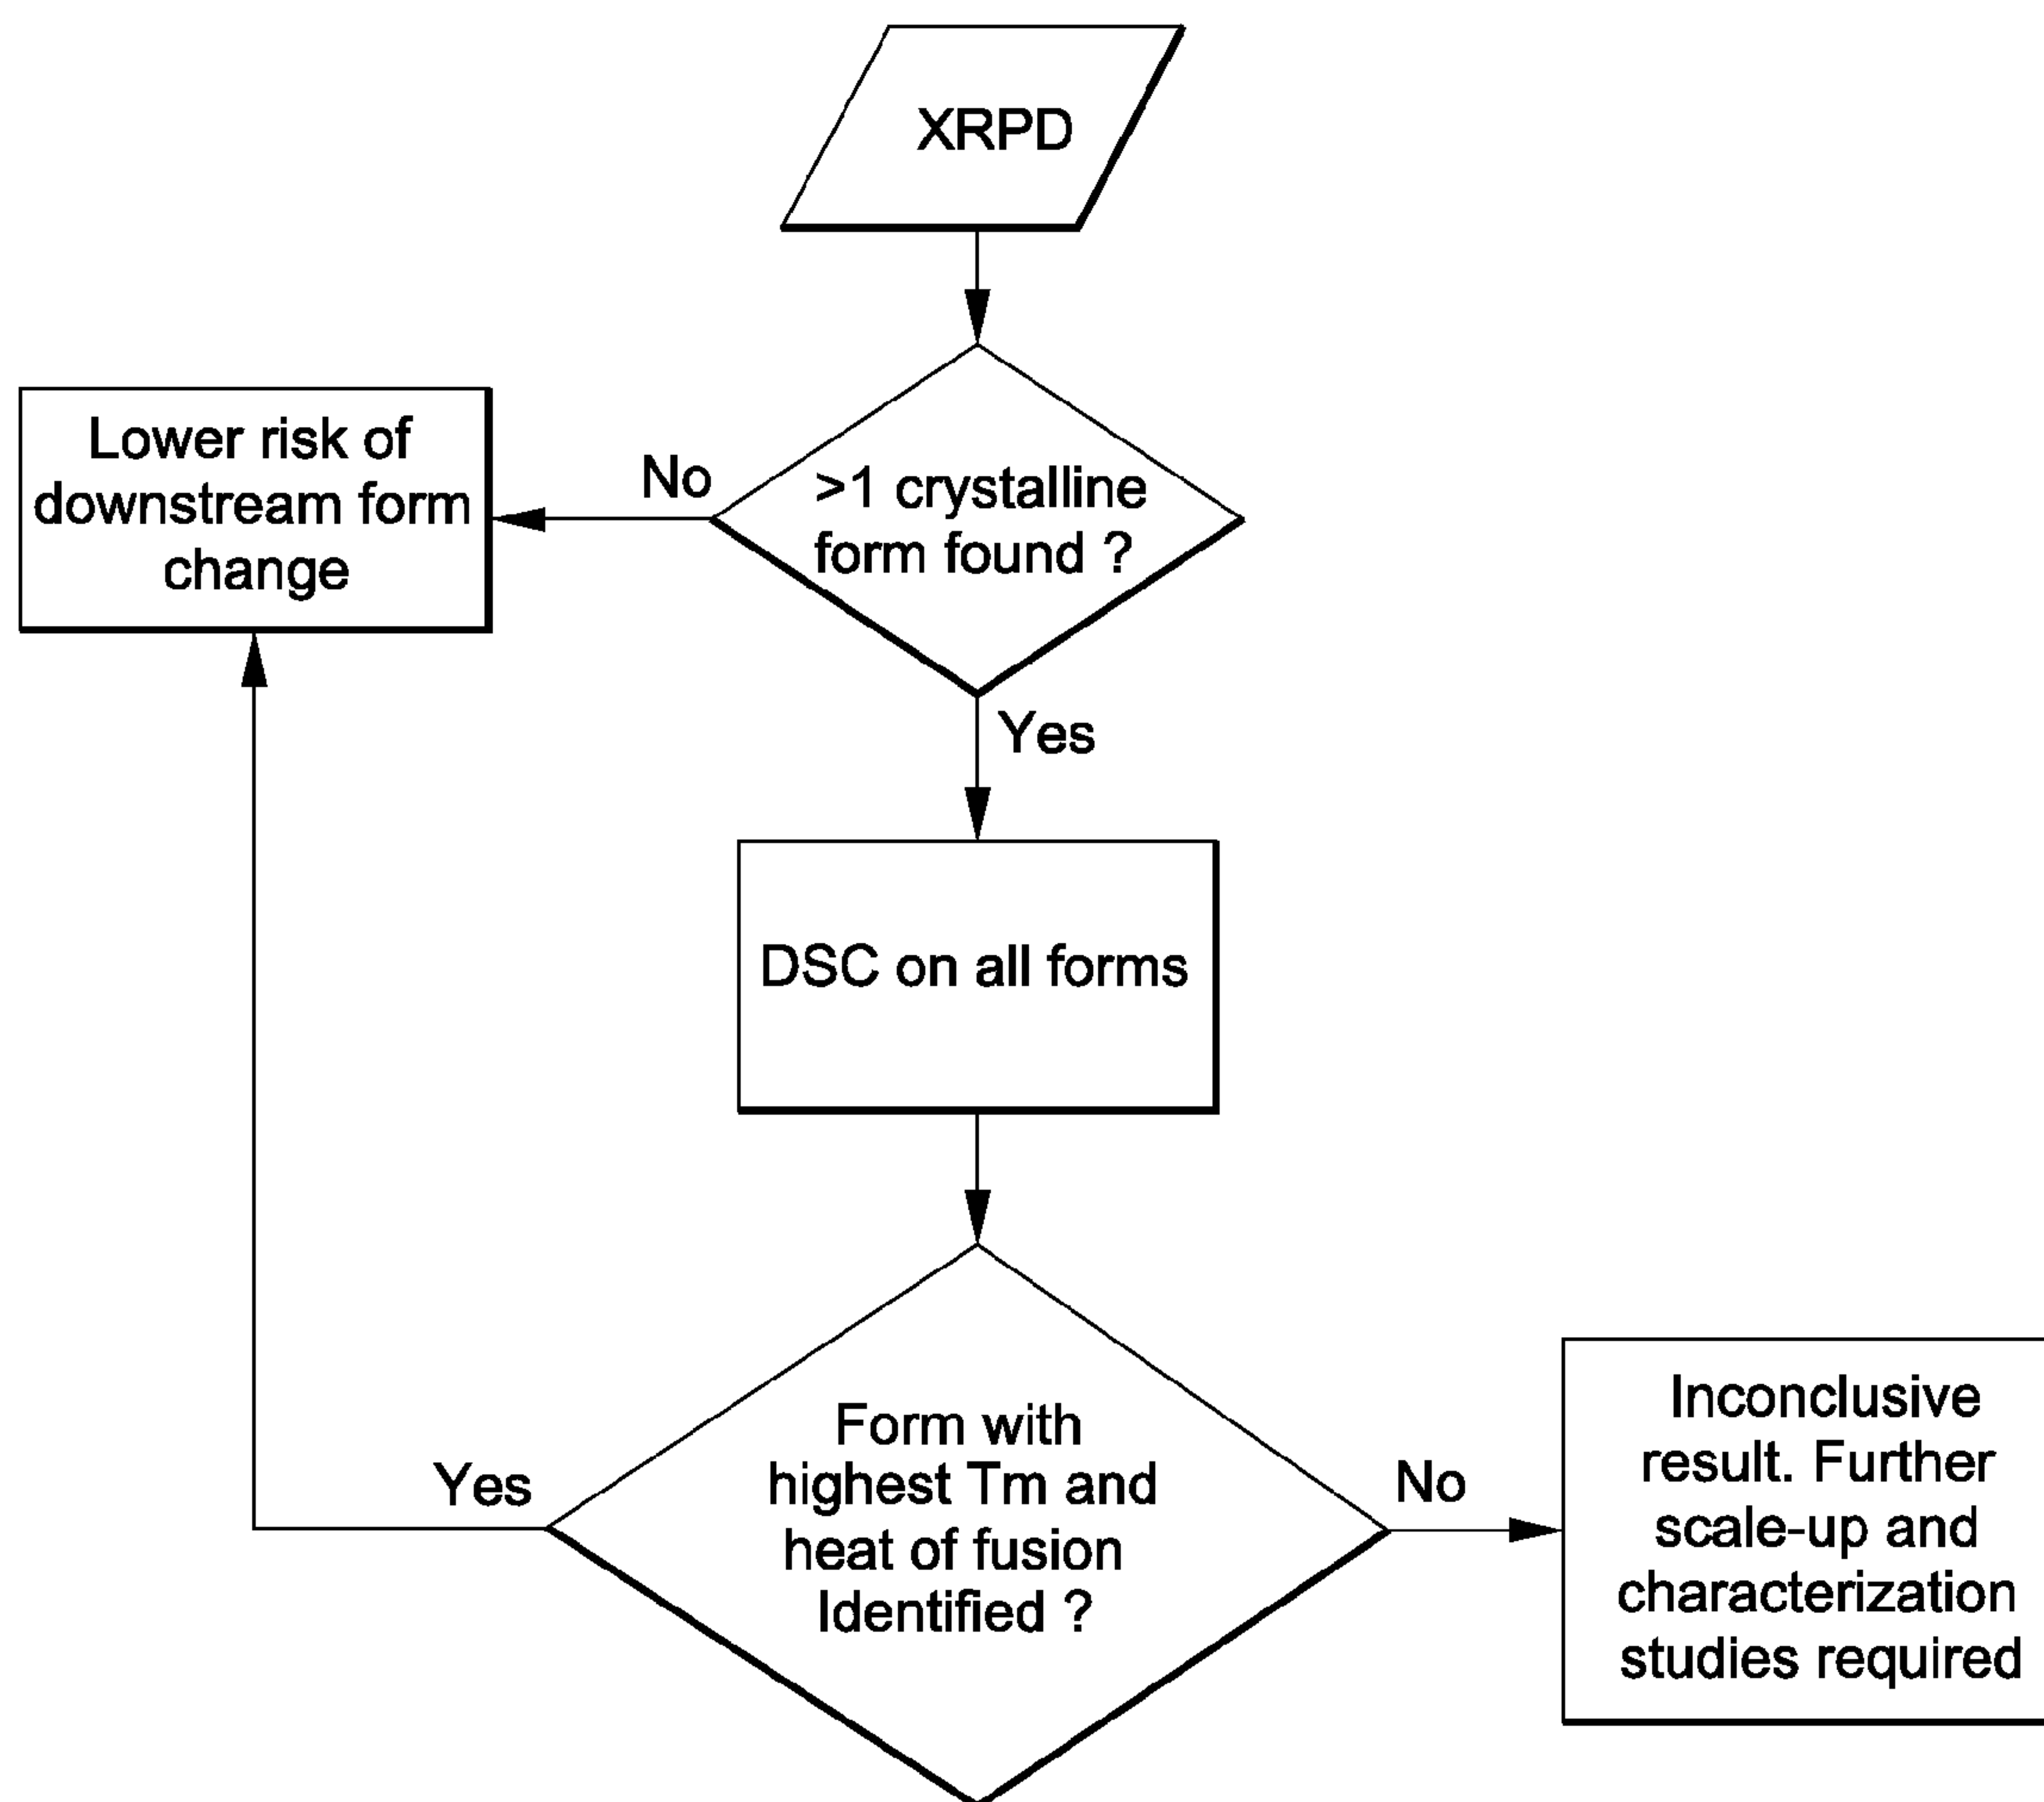 XRPD
>1 crystalline
form found ?
No
Lower risk of
downstream form
change
Yes
DSC on all forms
Form with
highest Tm and
heat of fusion
Identified ?
Yes
No
Inconclusive
result. Further
scale-up and
characterization
studies required